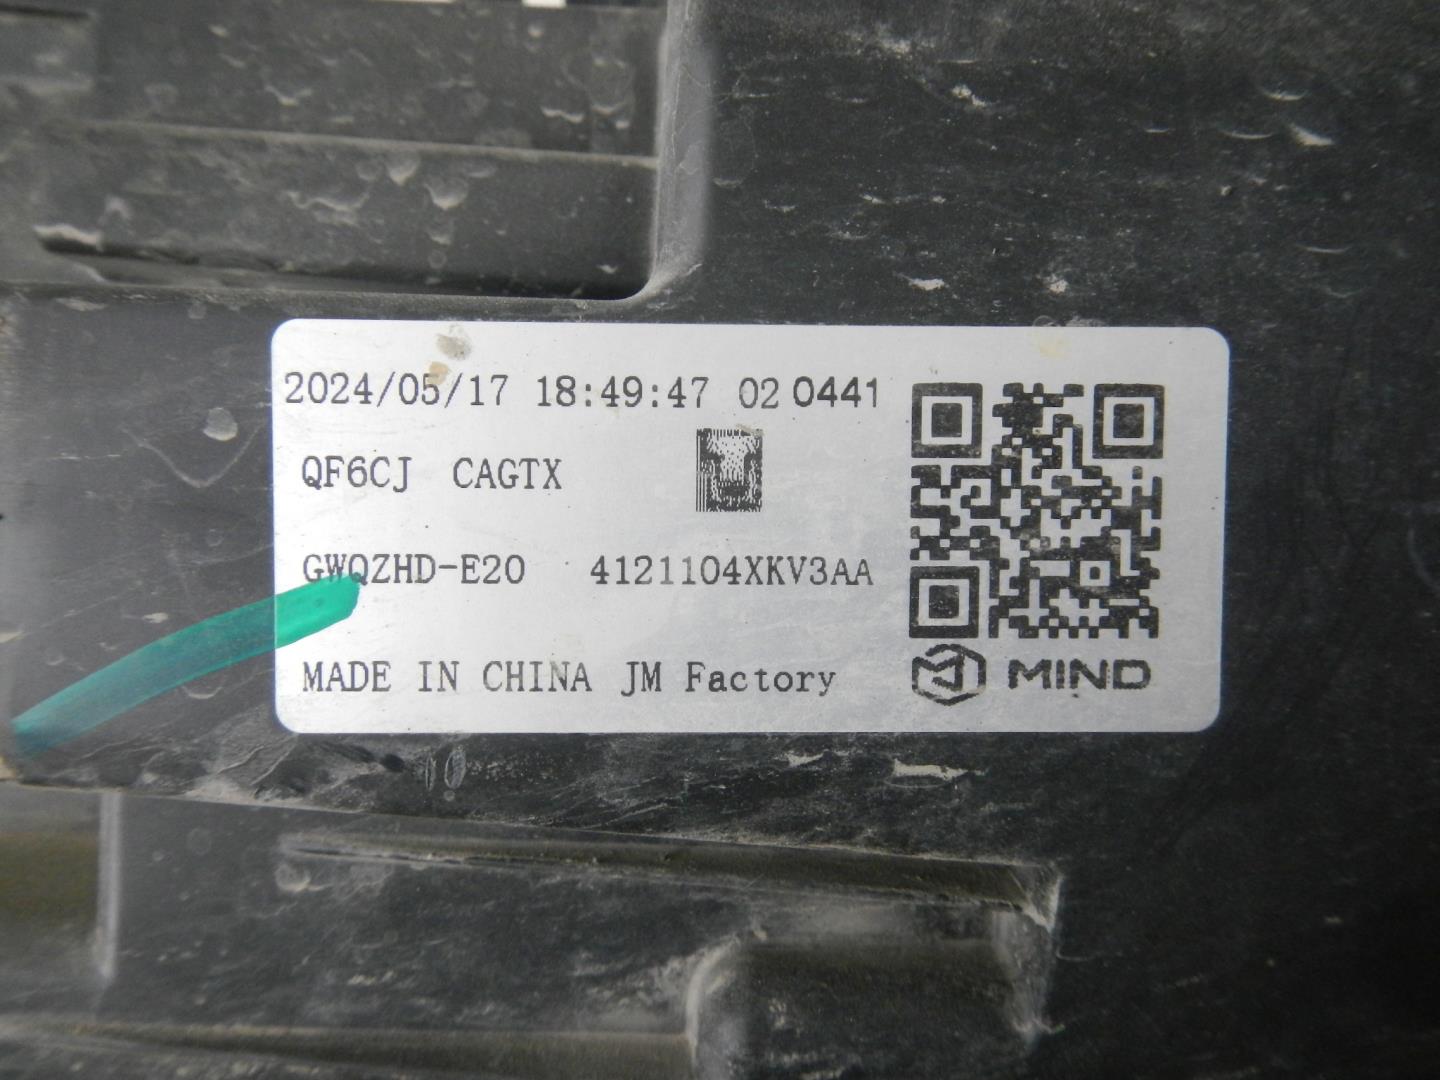 2024/05/17 18:49:47 02 0441
QF6CJ CAGTX
GWQZHD-E20 4121104XKV3AA
MADE IN CHINA JM Factory
MIND